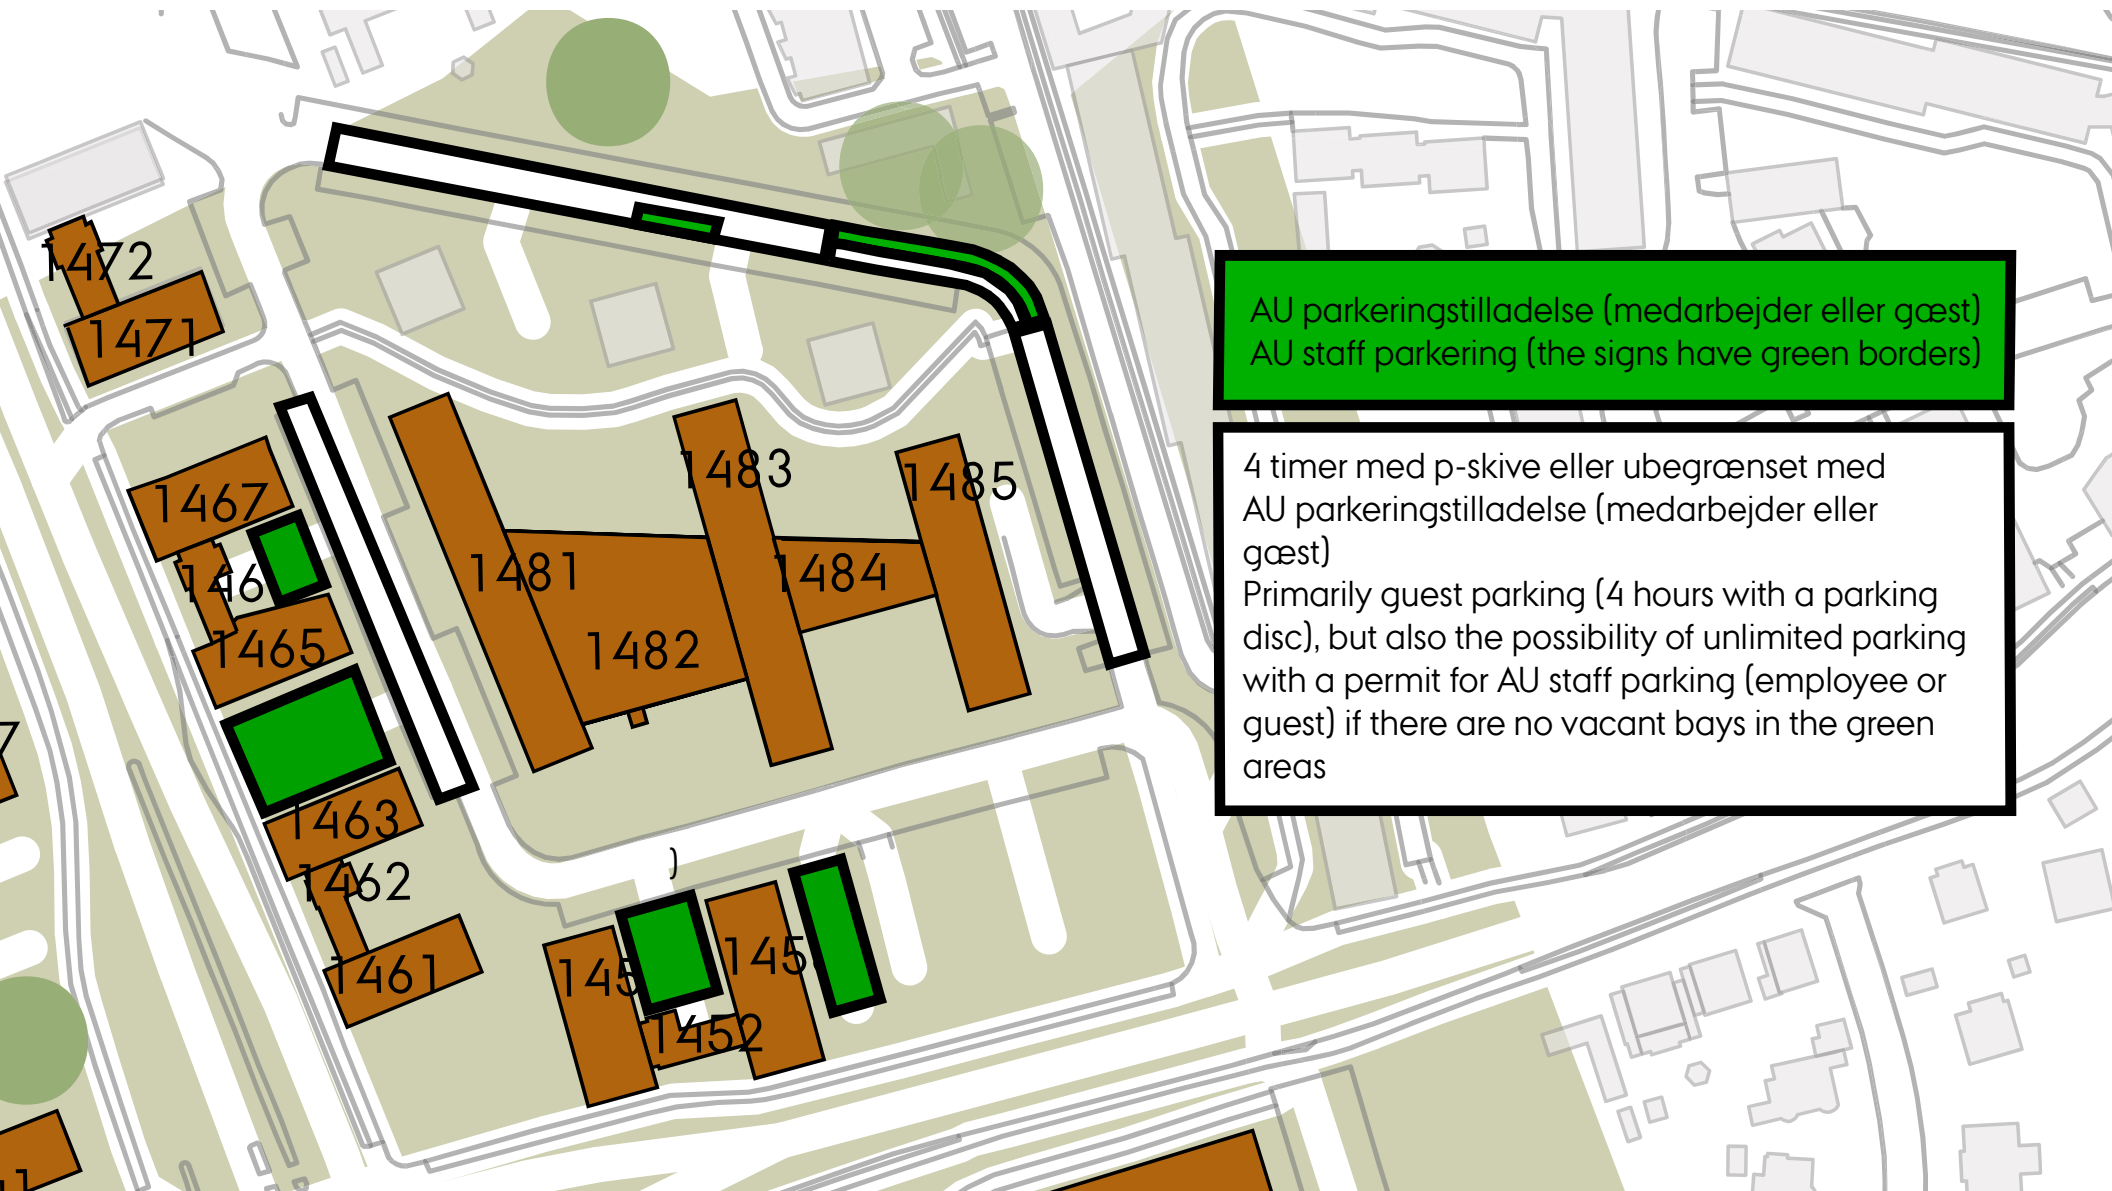 1472
1471
AU parkeringstilladelse (medarbejder eller gæst)
AU staff parkering (the signs have green borders)
4 timer med p-skive eller ubegrænset med
AU parkeringstilladelse (medarbejder eller
gæst)
Primarily guest parking (4 hours with a parking
disc), but also the possibility of unlimited parking
with a permit for AU staff parking (employee or
guest) if there are no vacant bays in the green
areas
1483
1485
1467
1481
1484
146
1465
1482
1463
1462
)
145
145
1461
1452